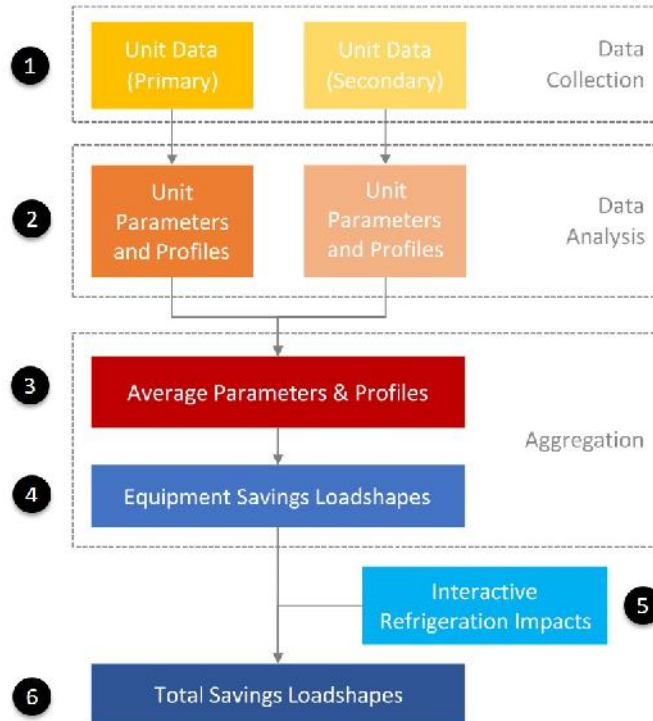 1
Unit Data
(Primary)
Unit Data
(Secondary)
Data
Collection
2
Unit
Parameters
and Profiles
Unit
Parameters
and Profiles
Data
Analysis
3
Average Parameters & Profiles
Aggregation
4
Equipment Savings Loadshapes
Interactive
Refrigeration Impacts
5
6
Total Savings Loadshapes